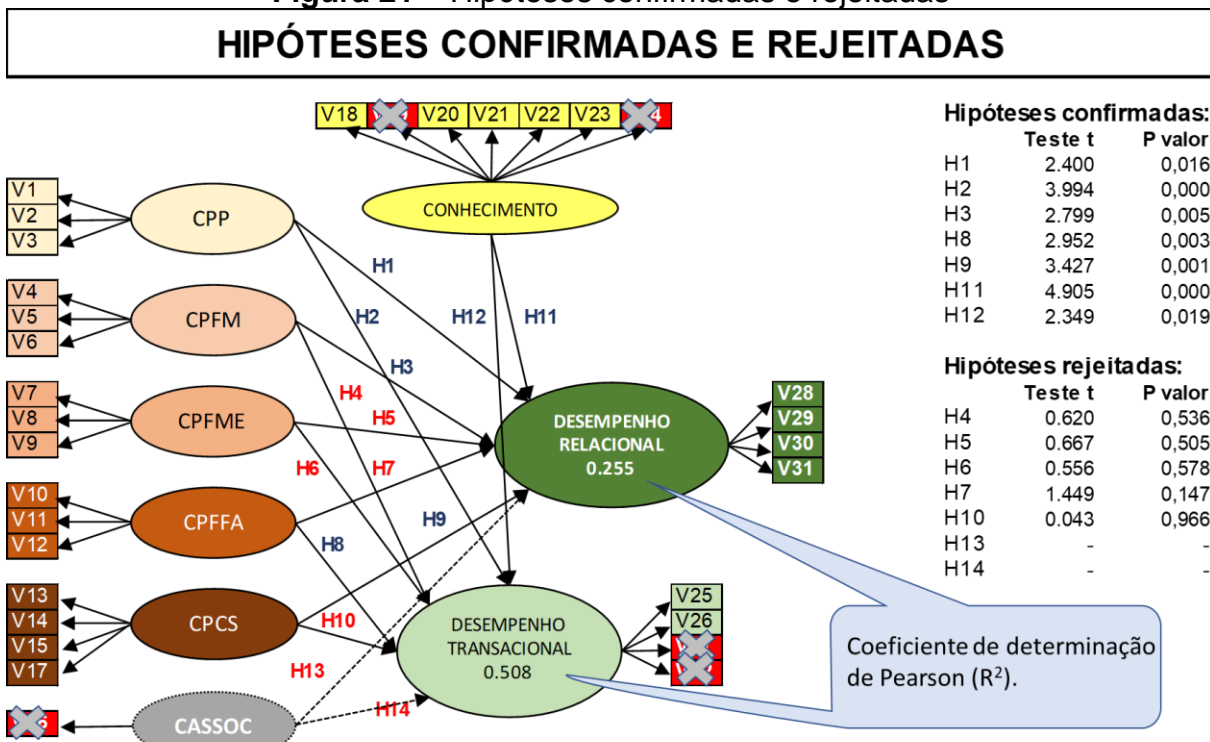 Figura 21 – Hipóteses confirmadas e rejeitadas
HIPÓTESES CONFIRMADAS E REJEITADAS
V18 V20 V21 V22 V23
CONHECIMENTO
V1
V2
V3
CPP
V4
V5
V6
CPFM
V7
V8
V9
CPFME
V10
V11
V12
CPFFA
V13
V14
V15
V17
CPCS
CASSOC
H1
H2
H12
H11
H3
H4
H5
H6
H7
H9
H8
H10
H13
H14
DESEMPENHO
RELACIONAL
0.255
V28
V29
V30
V31
DESEMPENHO
TRANSACIONAL
0.508
V25
V26
Hipóteses confirmadas:
Teste t P valor
H1 2.400 0,016
H2 3.994 0,000
H3 2.799 0,005
H8 2.952 0,003
H9 3.427 0,001
H11 4.905 0,000
H12 2.349 0,019
Hipóteses rejeitadas:
Teste t P valor
H4 0.620 0,536
H5 0.667 0,505
H6 0.556 0,578
H7 1.449 0,147
H10 0.043 0,966
H13 - -
H14 - -
Coeficiente de determinação
de Pearson (R²).